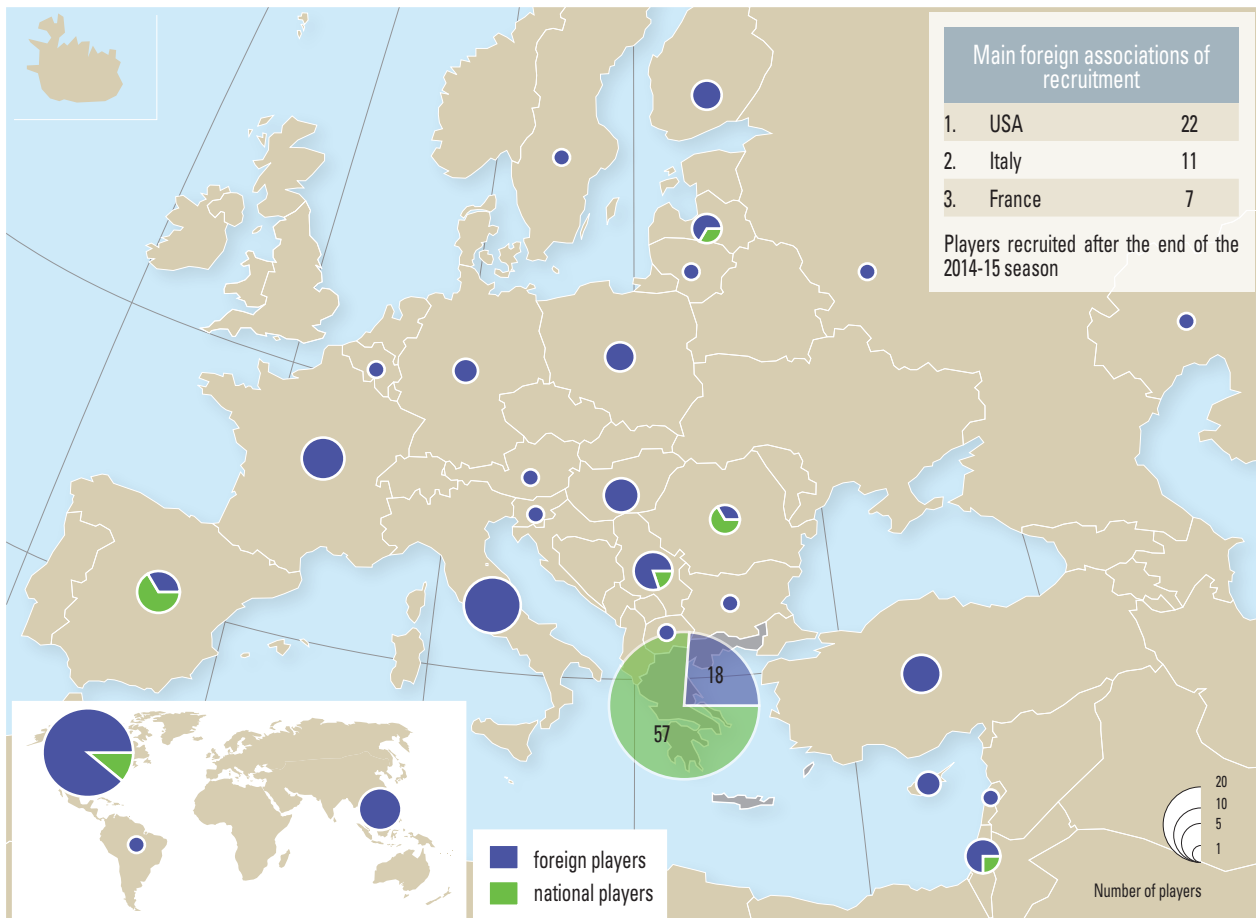 Main foreign associations of
recruitment
1. USA 22
2. Italy 11
3. France 7
Players recruited after the end of the
2014-15 season
18
57
foreign players
national players
20
10
5
1
Number of players